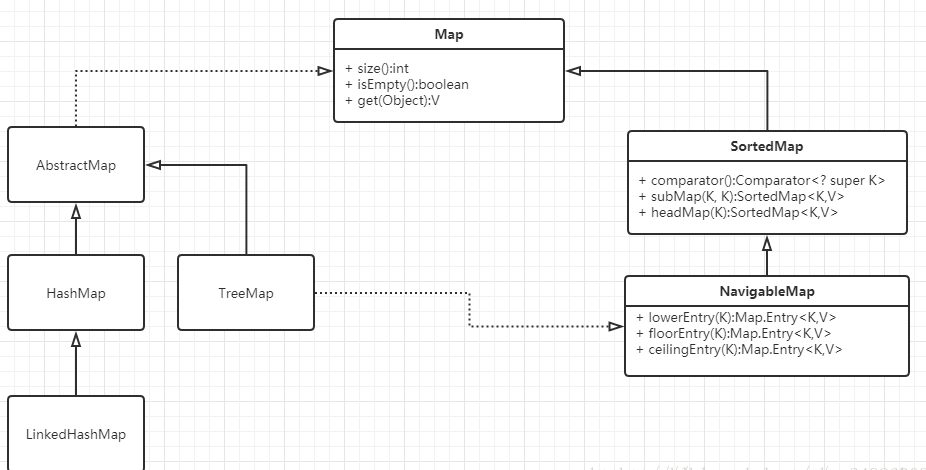 Map
+ size():int
+ isEmpty():boolean
+ get(Object):V
AbstractMap
SortedMap
+ comparator():Comparator<? super K>
+ subMap(K, K):SortedMap<K,V>
+ headMap(K):SortedMap<K,V>
HashMap
TreeMap
NavigableMap
+ lowerEntry(K):Map.Entry<K,V>
+ floorEntry(K):Map.Entry<K,V>
+ ceilingEntry(K):Map.Entry<K,V>
LinkedHashMap